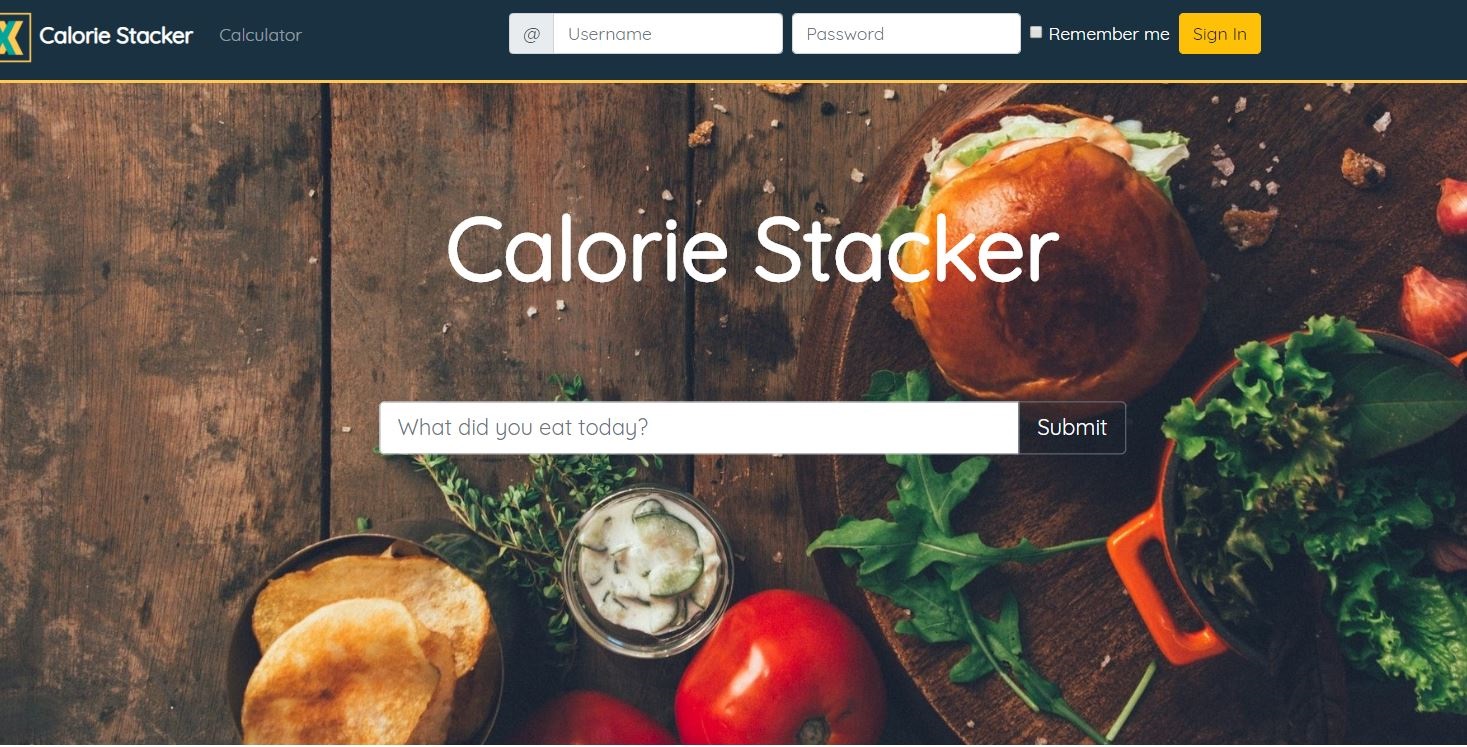 Calorie Stacker Calculator @ Username Password Remember me Sign In
Calorie Stacker
What did you eat today? Submit